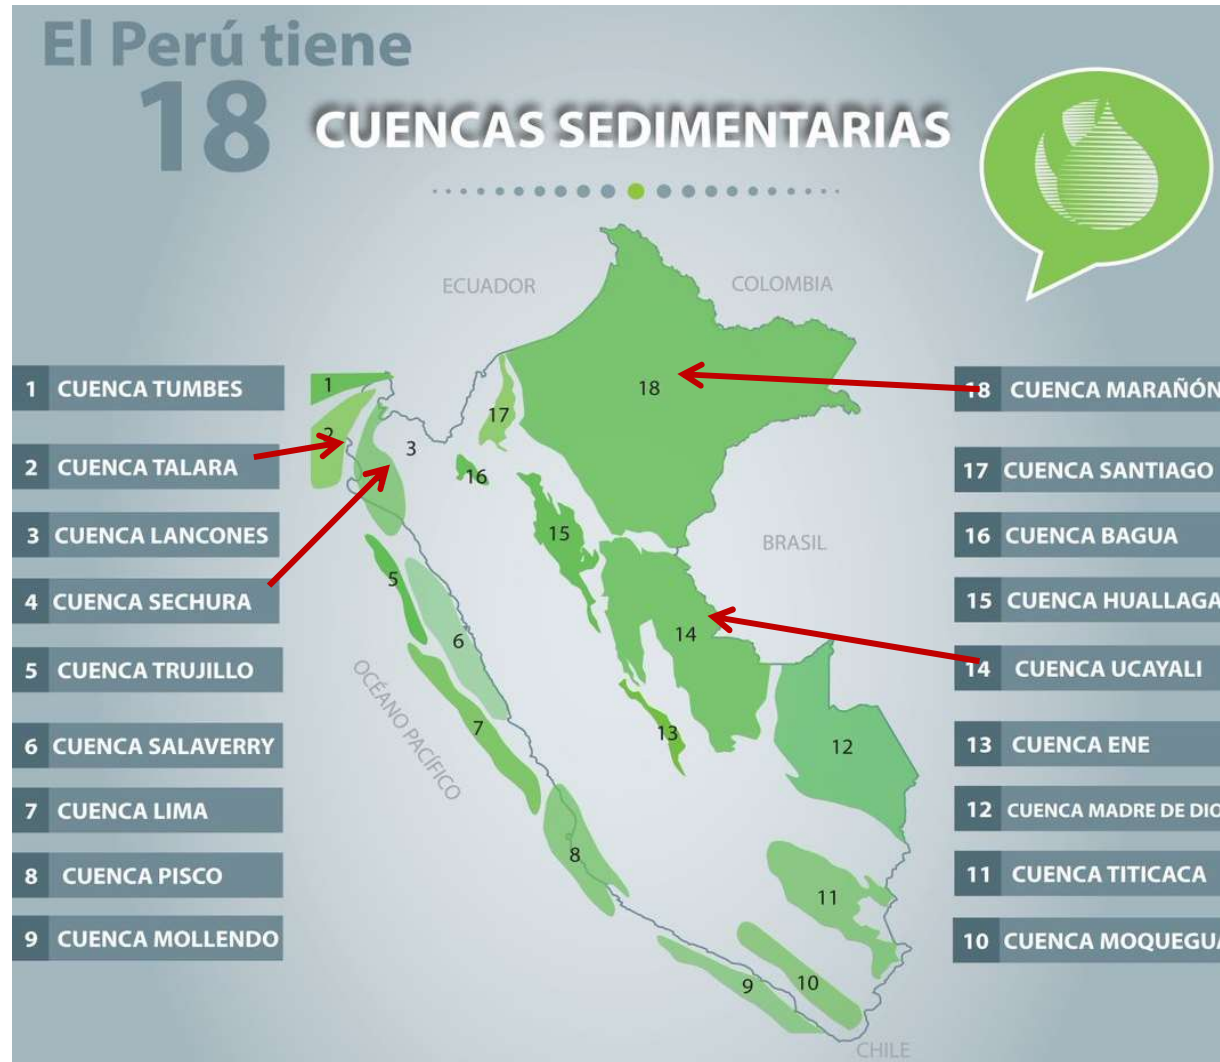 El Perú tiene
18 CUENCAS SEDIMENTARIAS
ECUADOR
COLOMBIA
BRASIL
OCÉANO PACÍFICO
CHILE
1 CUENCA TUMBES
2 CUENCA TALARA
3 CUENCA LANCONES
4 CUENCA SECHURA
5 CUENCA TRUJILLO
6 CUENCA SALAVERRY
7 CUENCA LIMA
8 CUENCA PISCO
9 CUENCA MOLLENDO
18 CUENCA MARAÑÓN
17 CUENCA SANTIAGO
16 CUENCA BAGUA
15 CUENCA HUALLAGA
14 CUENCA UCAYALI
13 CUENCA ENE
12 CUENCA MADRE DE DIO
11 CUENCA TITICACA
10 CUENCA MOQUEGUA
1
2
3
5
6
7
8
9
10
11
12
13
14
15
16
17
18